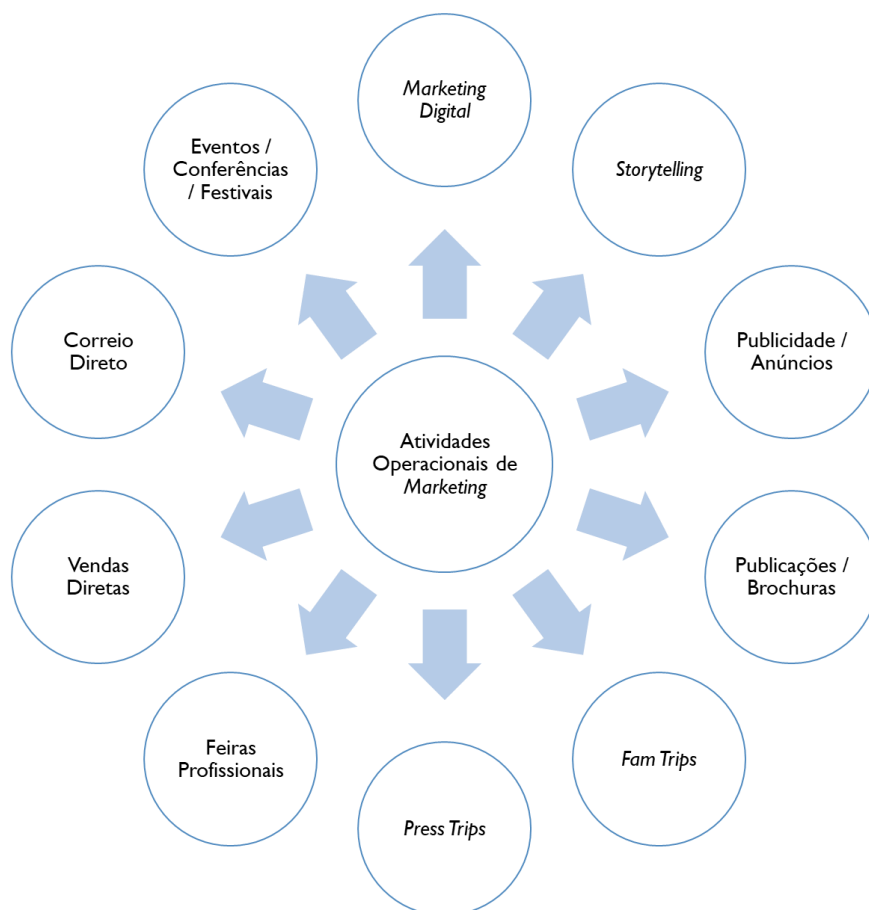 Marketing
Digital
Storytelling
Publicidade /
Anúncios
Publicações /
Brochuras
Fam Trips
Press Trips
Feiras
Profissionais
Vendas
Diretas
Correio
Direto
Eventos /
Conferências
/ Festivais
Atividades
Operacionais de
Marketing